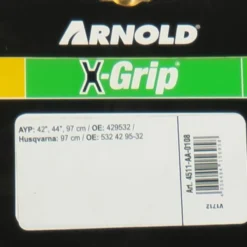 ARNOLD®
X-Grip®
AYP: 42", 44", 97 cm / OE: 429532 /
Husqvarna: 97 cm / OE: 532 42 95-32
Art. 4511-AA-0108
V1712